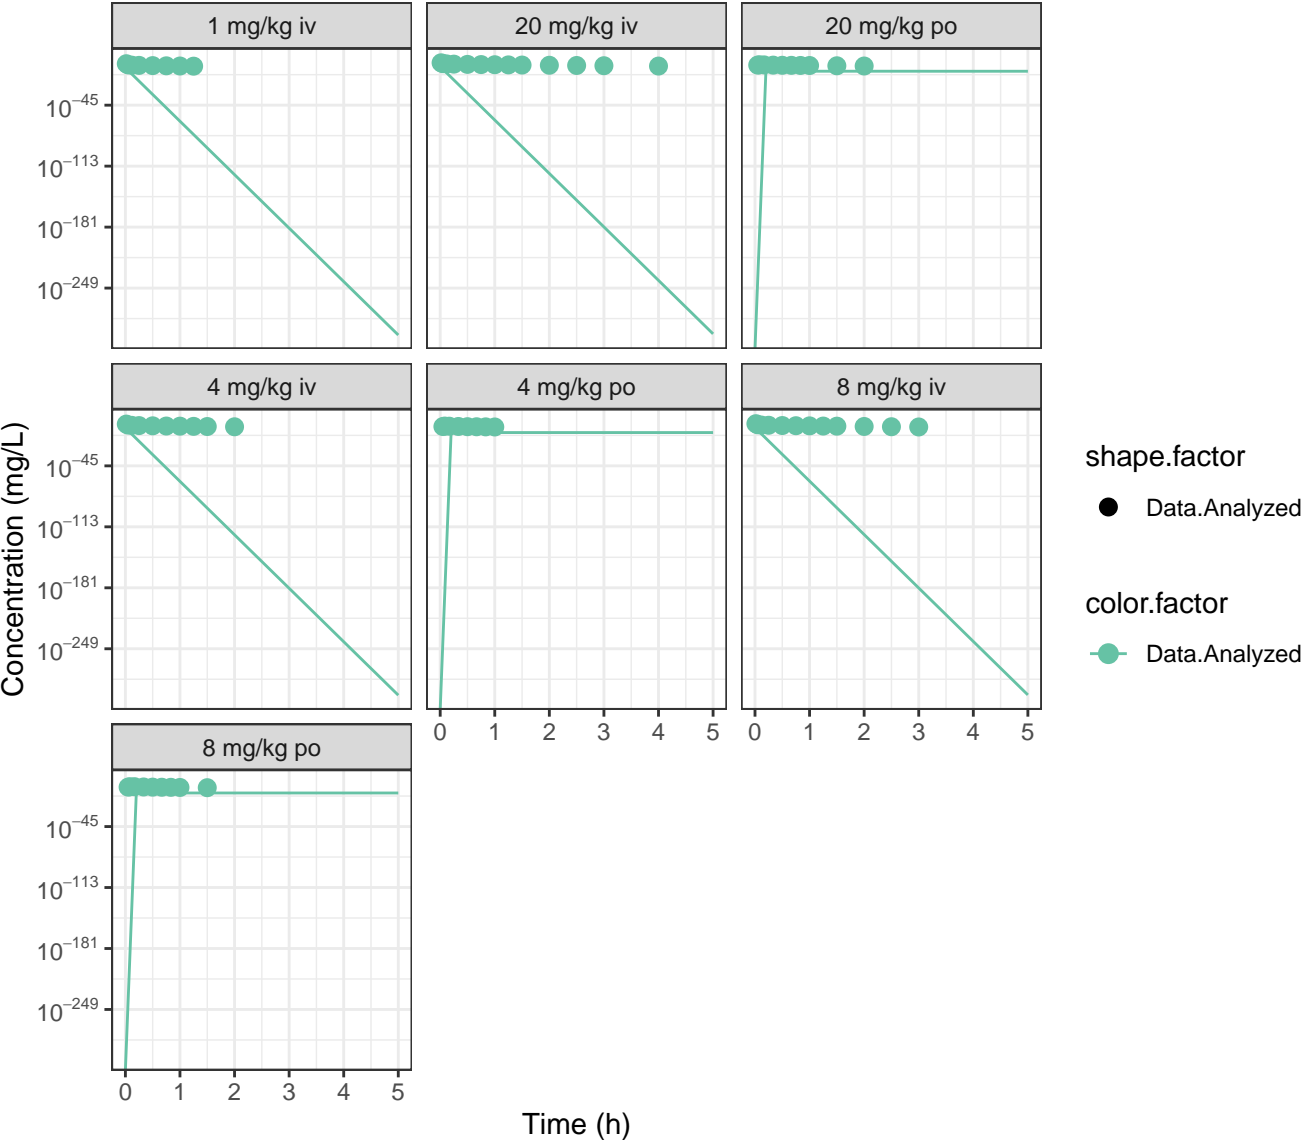 1 mg/kg iv
20 mg/kg iv
20 mg/kg po
10⁻⁴⁵
10⁻¹¹³
10⁻¹⁸¹
10⁻²⁴⁹
4 mg/kg iv
4 mg/kg po
8 mg/kg iv
10⁻⁴⁵
10⁻¹¹³
10⁻¹⁸¹
10⁻²⁴⁹
0 1 2 3 4 5
0 1 2 3 4 5
8 mg/kg po
10⁻⁴⁵
10⁻¹¹³
10⁻¹⁸¹
10⁻²⁴⁹
0 1 2 3 4 5
Time (h)
Concentration (mg/L)
shape.factor
Data.Analyzed
color.factor
Data.Analyzed